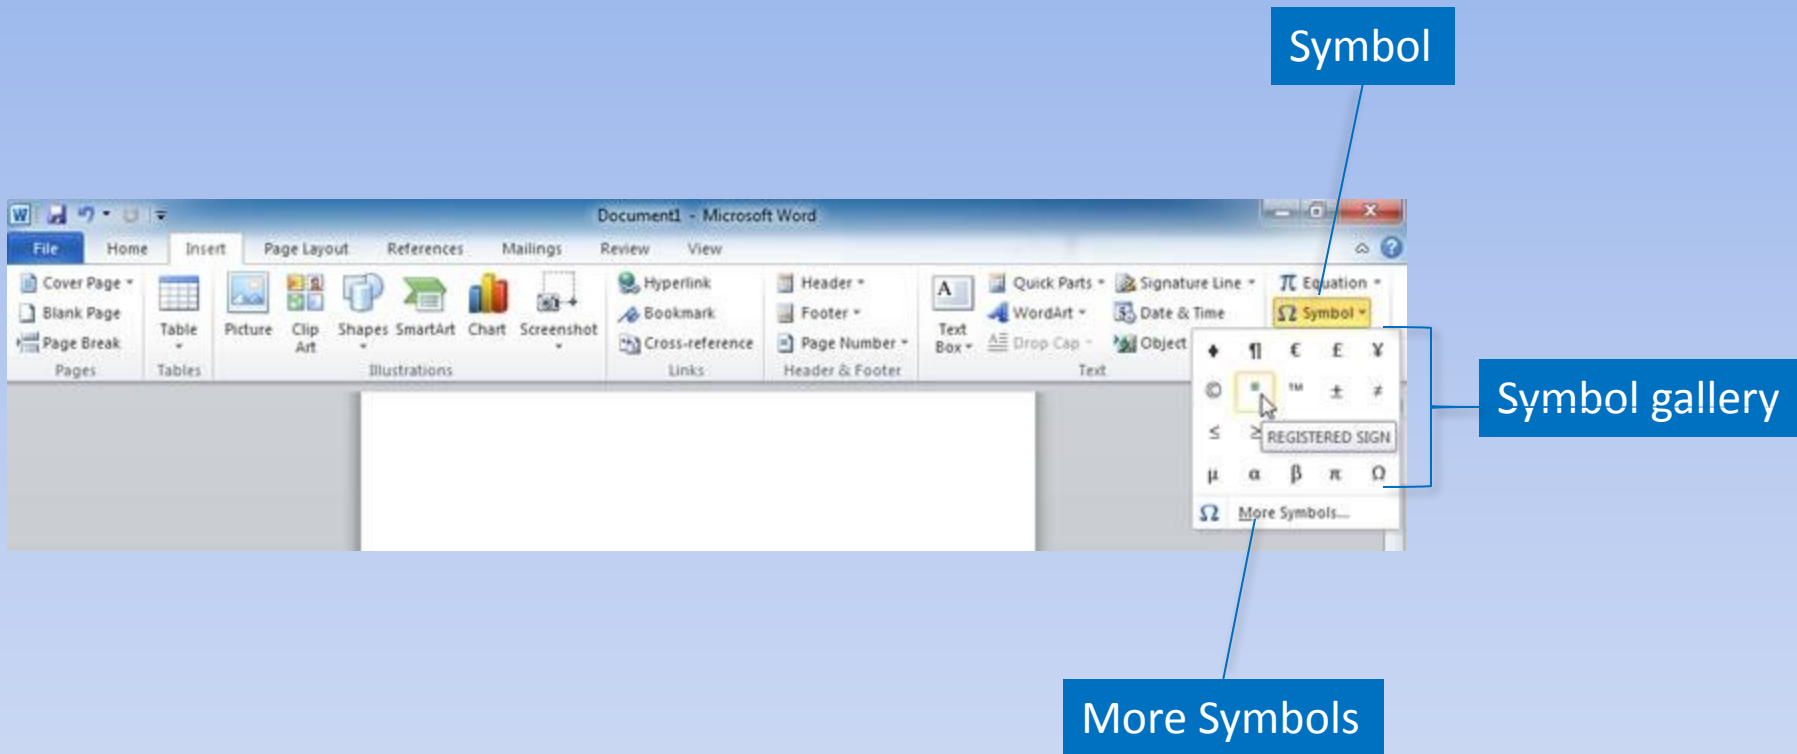 Symbol
W
Document1 - Microsoft Word
File Home Insert Page Layout References Mailings Review View
Cover Page
Blank Page
Page Break
Pages
Table
Tables
Picture Clip Art Shapes SmartArt Chart Screenshot
Illustrations
Hyperlink
Bookmark
Cross-reference
Links
Header
Footer
Page Number
Header & Footer
A
Text Box
Quick Parts
WordArt
Drop Cap
Signature Line
Date & Time
Object
Text
π Equation
Ω Symbol
♦ ¶ € £ ¥
© ™ ± ≠
≤ ≥
REGISTERED SIGN
µ α β π Ω
Ω More Symbols...
Symbol gallery
More Symbols